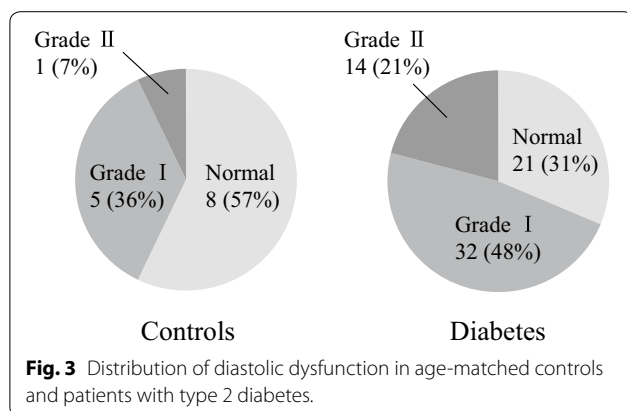 Grade Ⅱ
1 (7%)
Grade Ⅰ
5 (36%)
Normal
8 (57%)
Controls
Grade Ⅱ
14 (21%)
Normal
21 (31%)
Grade Ⅰ
32 (48%)
Diabetes
Fig. 3 Distribution of diastolic dysfunction in age-matched controls
and patients with type 2 diabetes.